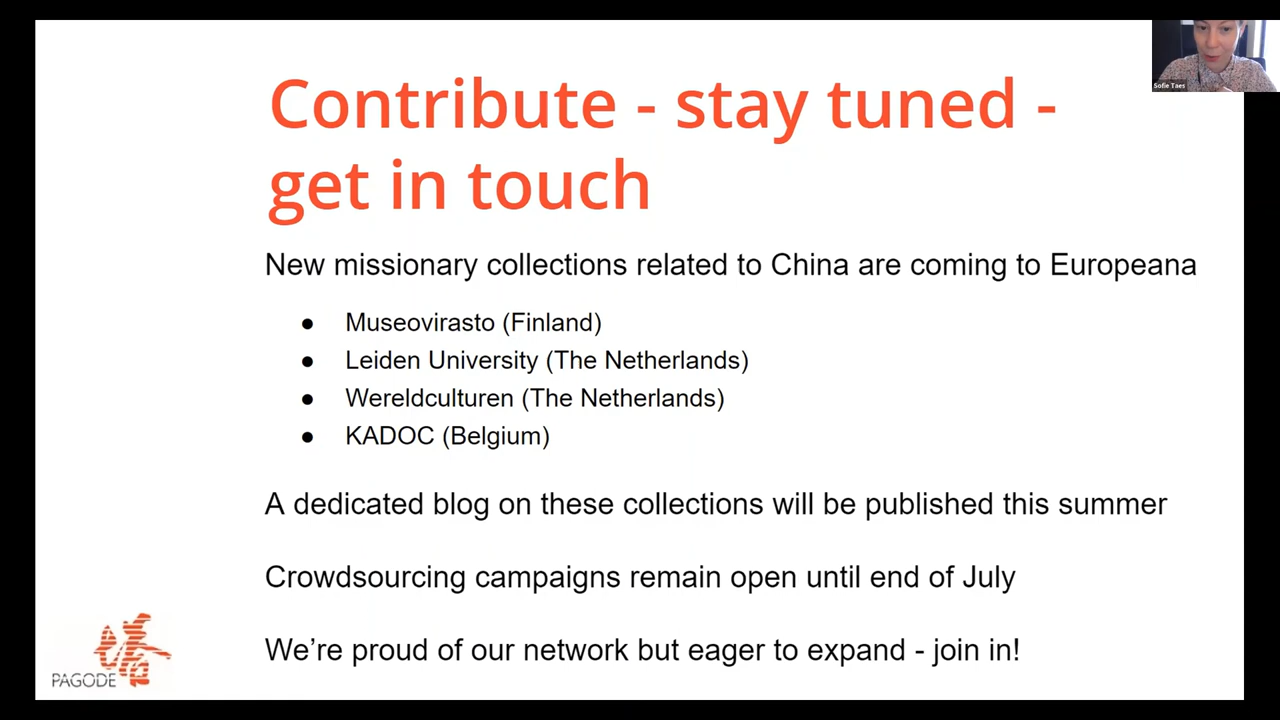 Sofie Taes
Contribute - stay tuned -
get in touch
New missionary collections related to China are coming to Europeana
● Museovirasto (Finland)
● Leiden University (The Netherlands)
● Wereldculturen (The Netherlands)
● KADOC (Belgium)
A dedicated blog on these collections will be published this summer
Crowdsourcing campaigns remain open until end of July
We’re proud of our network but eager to expand - join in!
PAGODE